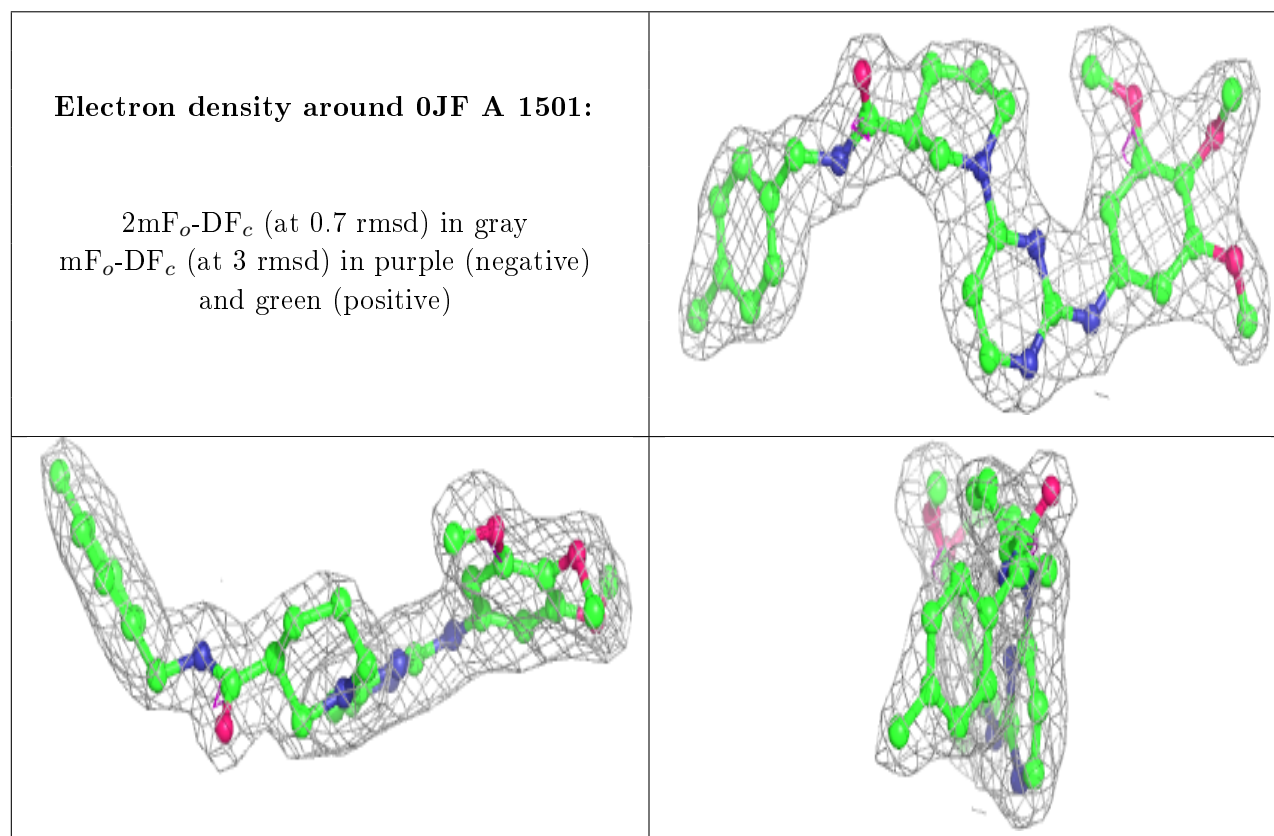 Electron density around 0JF A 1501:
2mFₒ-DF𝒸 (at 0.7 rmsd) in gray
mFₒ-DF𝒸 (at 3 rmsd) in purple (negative)
and green (positive)